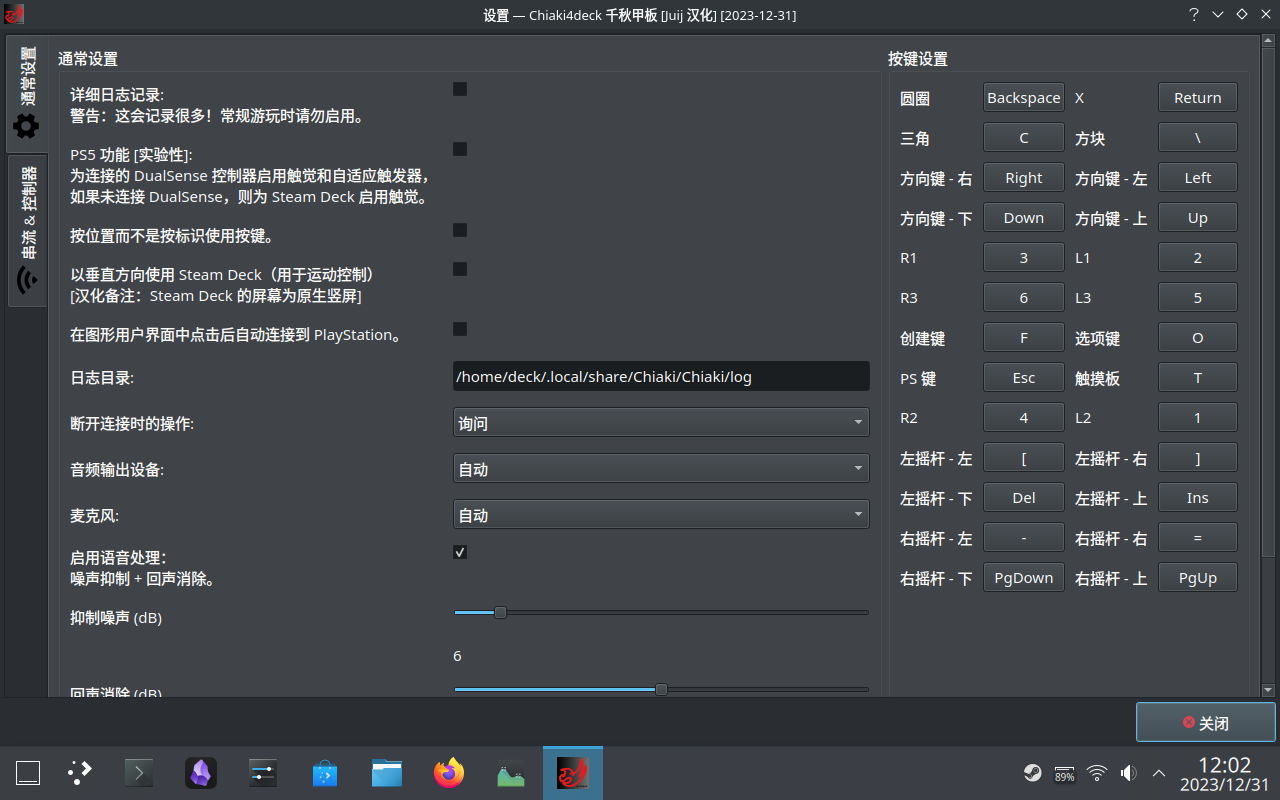 设置 — Chiaki4deck 千秋甲板 [Juij 汉化] [2023-12-31]
通常设置
串流 & 控制器
通常设置
详细日志记录:
警告：这会记录很多！常规游玩时请勿启用。
PS5 功能 [实验性]:
为连接的 DualSense 控制器启用触觉和自适应触发器，
如果未连接 DualSense，则为 Steam Deck 启用触觉。
按位置而不是按标识使用按键。
以垂直方向使用 Steam Deck（用于运动控制）
[汉化备注：Steam Deck 的屏幕为原生竖屏]
在图形用户界面中点击后自动连接到 PlayStation。
日志目录: /home/deck/.local/share/Chiaki/Chiaki/log
断开连接时的操作: 询问
音频输出设备: 自动
麦克风: 自动
启用语音处理：
噪声抑制 + 回声消除。
抑制噪声 (dB)
6
回声消除 (dB)
按键设置
圆圈 Backspace X Return
三角 C 方块 \
方向键 - 右 Right 方向键 - 左 Left
方向键 - 下 Down 方向键 - 上 Up
R1 3 L1 2
R3 6 L3 5
创建键 F 选项键 O
PS 键 Esc 触摸板 T
R2 4 L2 1
左摇杆 - 左 [ 左摇杆 - 右 ]
左摇杆 - 下 Del 左摇杆 - 上 Ins
右摇杆 - 左 - 右摇杆 - 右 =
右摇杆 - 下 PgDown 右摇杆 - 上 PgUp
关闭
89%
12:02
2023/12/31